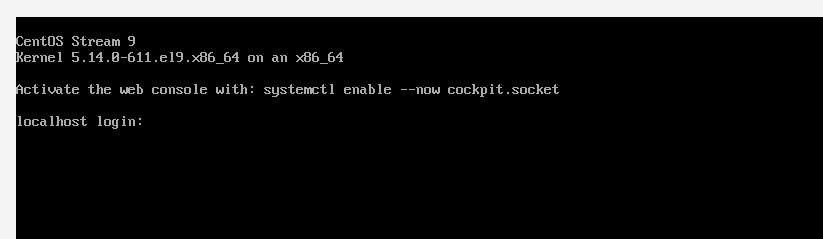 CentOS Stream 9
Kernel 5.14.0-611.el9.x86_64 on an x86_64
Activate the web console with: systemctl enable --now cockpit.socket
localhost login: